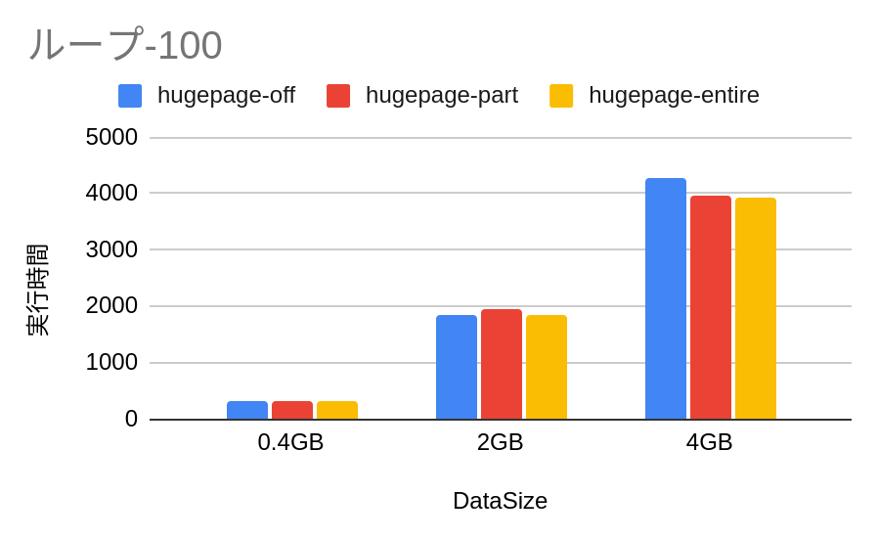 ループ-100
hugepage-off hugepage-part hugepage-entire
5000
4000
3000
2000
1000
0
実行時間
0.4GB 2GB 4GB
DataSize